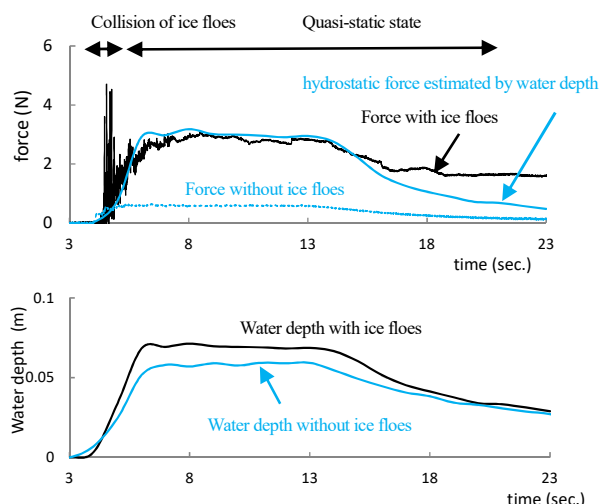 Collision of ice floes Quasi-static state
6
hydrostatic force estimated by water depth
Force with ice floes
4
force (N)
2
Force without ice floes
0
3 8 13 18 23
time (sec.)
0.1
Water depth with ice floes
Water depth (m)
0.05
Water depth without ice floes
0
3 8 13 18 23
time (sec.)